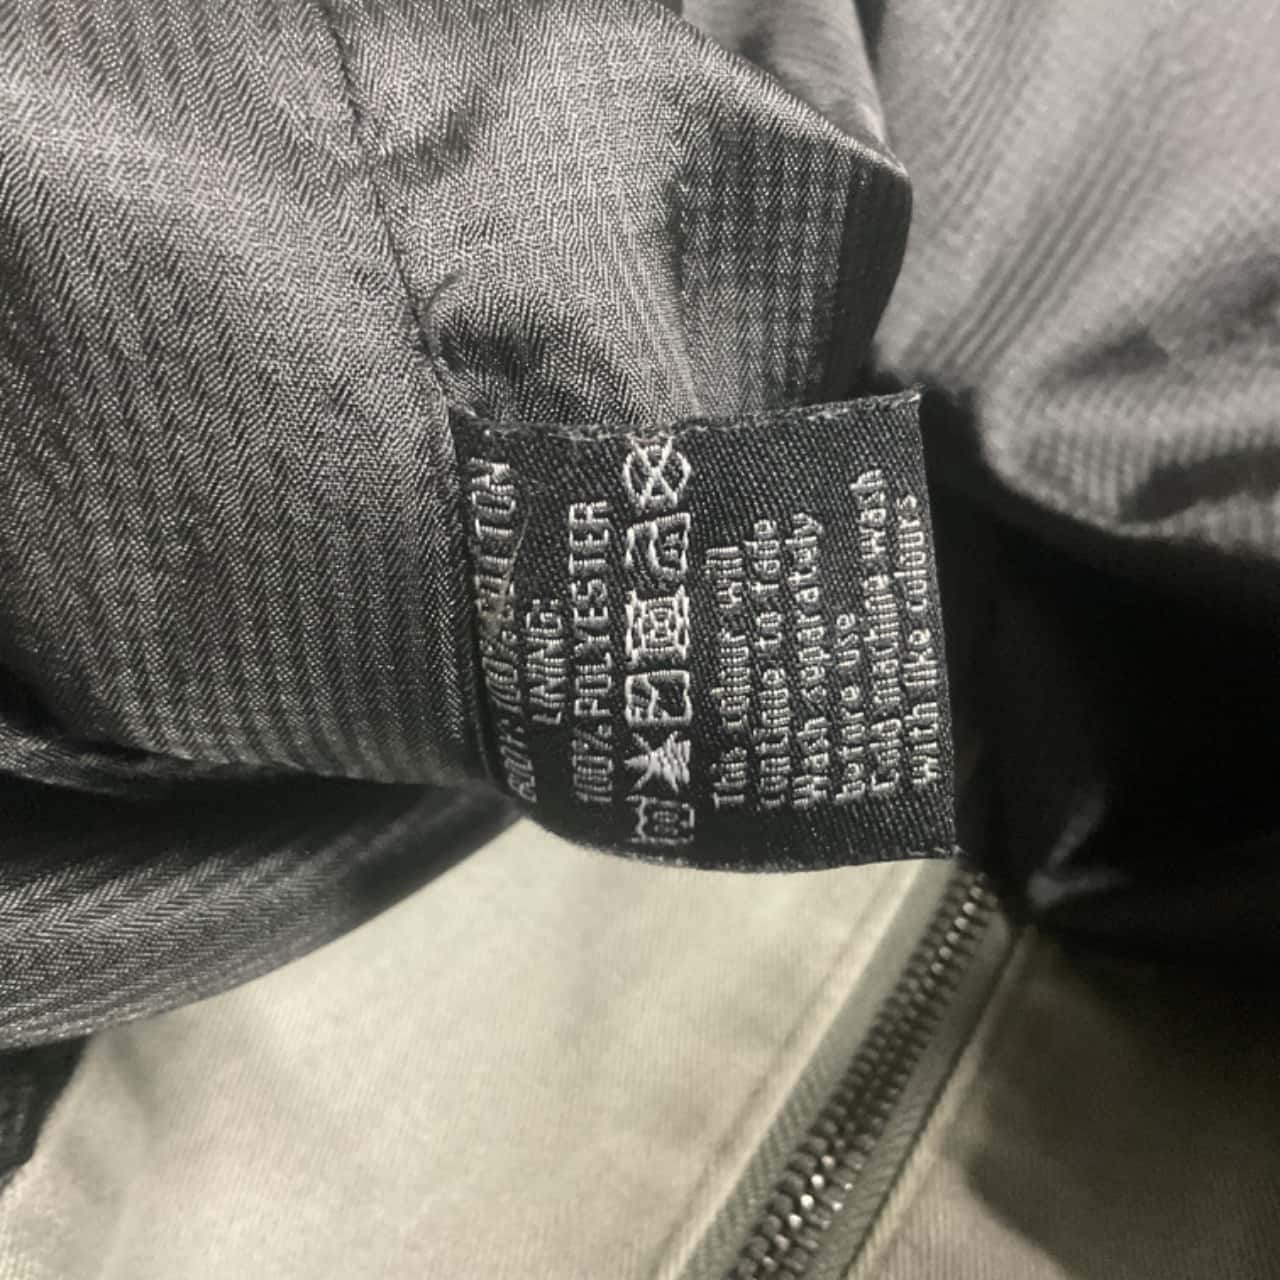 100% COTTON
LINING:
100% POLYESTER
This colour will
continue to fade
Wash separately
before use
Cold machine wash
with like colours